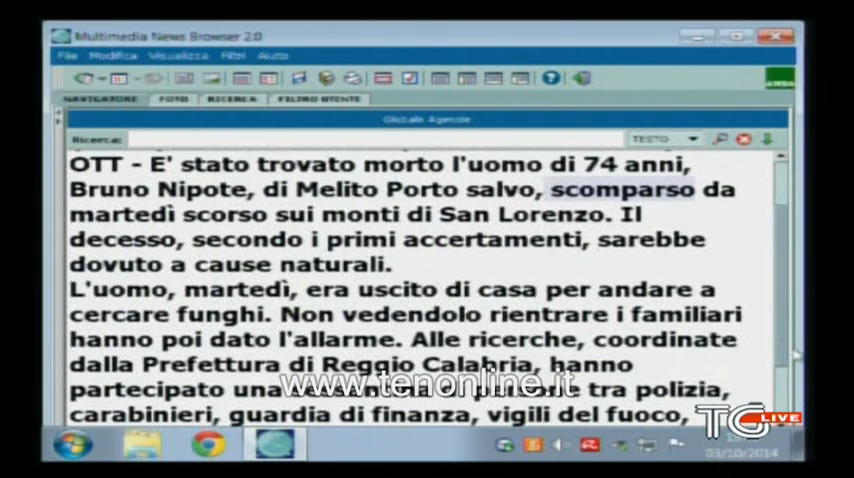 Multimedia News Browser 2.0
File Modifica Visualizza Filtri Aiuto
ANSA
NAVIGATORE FOTO RICERCA FILTRO UTENTE
Globale Agenzie
Ricerca: TESTO
OTT - E' stato trovato morto l'uomo di 74 anni,
Bruno Nipote, di Melito Porto salvo, scomparso da
martedì scorso sui monti di San Lorenzo. Il
decesso, secondo i primi accertamenti, sarebbe
dovuto a cause naturali.
L'uomo, martedì, era uscito di casa per andare a
cercare funghi. Non vedendolo rientrare i familiari
hanno poi dato l'allarme. Alle ricerche, coordinate
dalla Prefettura di Reggio Calabria, hanno
www.tenonline.it
partecipato una persone tra polizia,
carabinieri, guardia di finanza, vigili del fuoco,
TG LIVE
03/10/2014